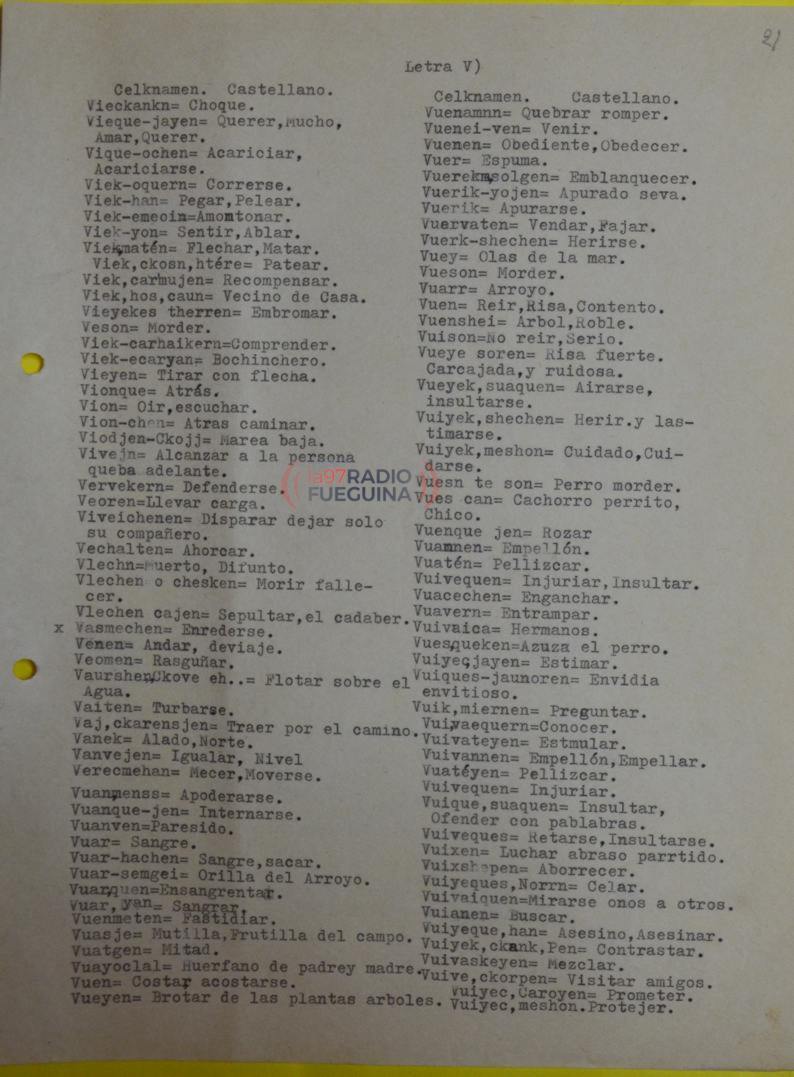 21
Letra V)
Celknamen. Castellano.
Vieckankn= Choque.
Vieque-jayen= Querer,Mucho,
Amar,Querer.
Vique-ochen= Acariciar,
Acariciarse.
Viek-oquern= Correrse.
Viek-han= Pegar,Pelear.
Viek-emeoin=Amontonar.
Viek-yon= Sentir,Ablar.
Viek,matén= Flechar,Matar.
Viek,ckosn,htére= Patear.
Viek,carmujen= Recompensar.
Viek,hos,caun= Vecino de Casa.
Vieyekes therren= Embromar.
Veson= Morder.
Viek-carhaikern=Comprender.
Viek-ecaryan= Bochinchero.
Vieyen= Tirar con flecha.
Vionque= Atrás.
Vion= Oir,escuchar.
Vion-chen= Atras caminar.
Viodjen-Ckojj= Marea baja.
Vivejn= Alcanzar a la persona
queba adelante.
Vervekern= Defenderse.
Veoren=Llevar carga.
Viveichenen= Disparar dejar solo
su compañero.
Vechalten= Ahorcar.
Vlechn=Muerto, Difunto.
Vlechen o chesken= Morir falle-
cer.
Vlechen cajen= Sepultar,el cadaber.
x Vasmechen= Enrederse.
Venen= Andar, deviaje.
Veomen= Rasguñar.
Vaurshen,Ckove eh..= Flotar sobre el
Agua.
Vaiten= Turbarse.
Vaj,ckarensjen= Traer por el camino.
Vanek= Alado,Norte.
Vanvejen= Igualar, Nivel
Verecmehan= Mecer,Moverse.
Vuanmenss= Apoderarse.
Vuanque-jen= Internarse.
Vuanven=Paresido.
Vuar= Sangre.
Vuar-hachen= Sangre,sacar.
Vuar-semgei= Orilla del Arroyo.
Vuarquen=Ensangrentar.
Vuar, yan= Sangrar.
Vuenmeten= Fastidiar.
Vuasje= Mutilla,Frutilla del campo.
Vuatgen= Mitad.
Vuayoclal= Huerfano de padrey madre.
Vuen= Costar acostarse.
Vueyen= Brotar de las plantas arboles.
Celknamen. Castellano.
Vuenamnn= Quebrar romper.
Vuenei-ven= Venir.
Vuenen= Obediente,Obedecer.
Vuer= Espuma.
Vuerekmsolgen= Emblanquecer.
Vuerik-yojen= Apurado seva.
Vuerik= Apurarse.
Vuervaten= Vendar,Fajar.
Vuerk-shechen= Herirse.
Vuey= Olas de la mar.
Vueson= Morder.
Vuarr= Arroyo.
Vuen= Reir,Risa,Contento.
Vuenshei= Arbol,Roble.
Vuison=No reir,Serio.
Vueye soren= Risa fuerte.
Carcajada,y ruidosa.
Vueyek,suaquen= Airarse,
insultarse.
Vuiyek,shechen= Herir.y las-
timarse.
Vuiyek,meshon= Cuidado,Cui-
darse.
Vuesn te son= Perro morder.
Vues can= Cachorro perrito,
Chico.
Vuenque jen= Rozar
Vuannen= Empellón.
Vuatén= Pellizcar.
Vuivequen= Injuriar,Insultar.
Vuacechen= Enganchar.
Vuavern= Entrampar.
Vuivaica= Hermanos.
Vuesqueken=Azuza el perro.
Vuiyeq,jayen= Estimar.
Vuiques-jaunoren= Envidia
envitioso.
Vuik,miernen= Preguntar.
Vuivaequern=Conocer.
Vuivateyen= Estmular.
Vuivannen= Empellón,Empellar.
Vuatéyen= Pellizcar.
Vuivequen= Injuriar.
Vuique,suaquen= Insultar,
Ofender con pablabras.
Vuiveques= Retarse,Insultarse.
Vuixen= Luchar abraso parrtido.
Vuixshepen= Aborrecer.
Vuiyeques,Norrn= Celar.
Vuivaiquen=Mirarse onos a otros.
Vuianen= Buscar.
Vuiyeque,han= Asesino,Asesinar.
Vuiyek,ckank,Pen= Contrastar.
Vuivaskeyen= Mezclar.
Vuive,ckorpen= Visitar amigos.
Vuiyec,Caroyen= Prometer.
Vuiyec,meshon.Protejer.
la97RADIO
FUEGUINA